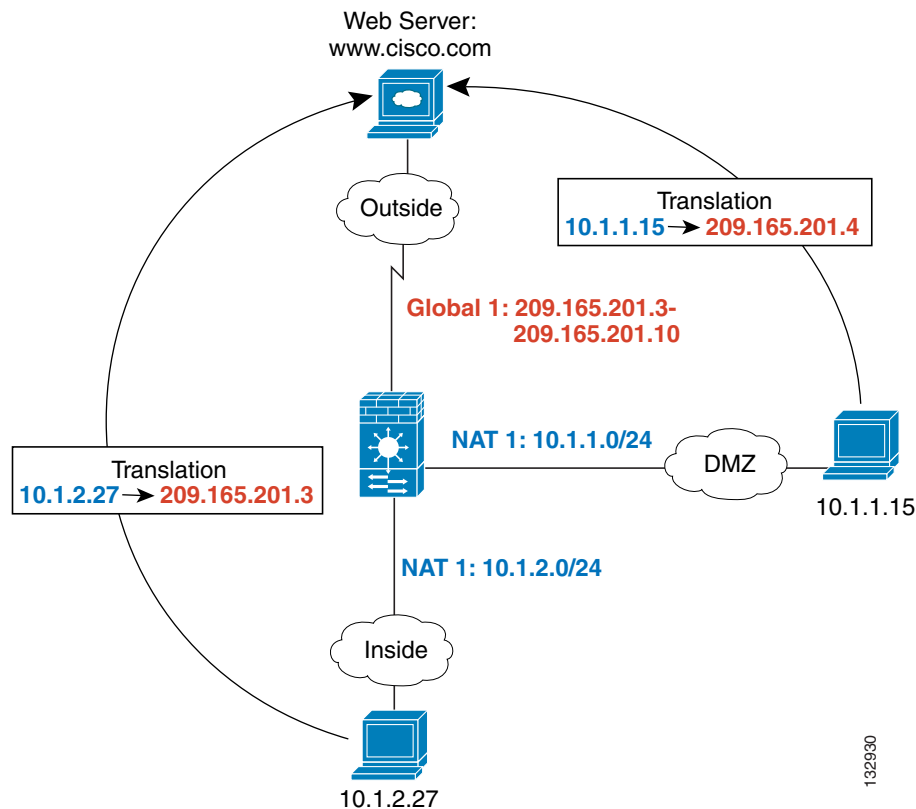 Web Server:
www.cisco.com
Outside
Translation
10.1.1.15 → 209.165.201.4
Global 1: 209.165.201.3-
209.165.201.10
NAT 1: 10.1.1.0/24
DMZ
10.1.1.15
Translation
10.1.2.27 → 209.165.201.3
NAT 1: 10.1.2.0/24
Inside
10.1.2.27
132930